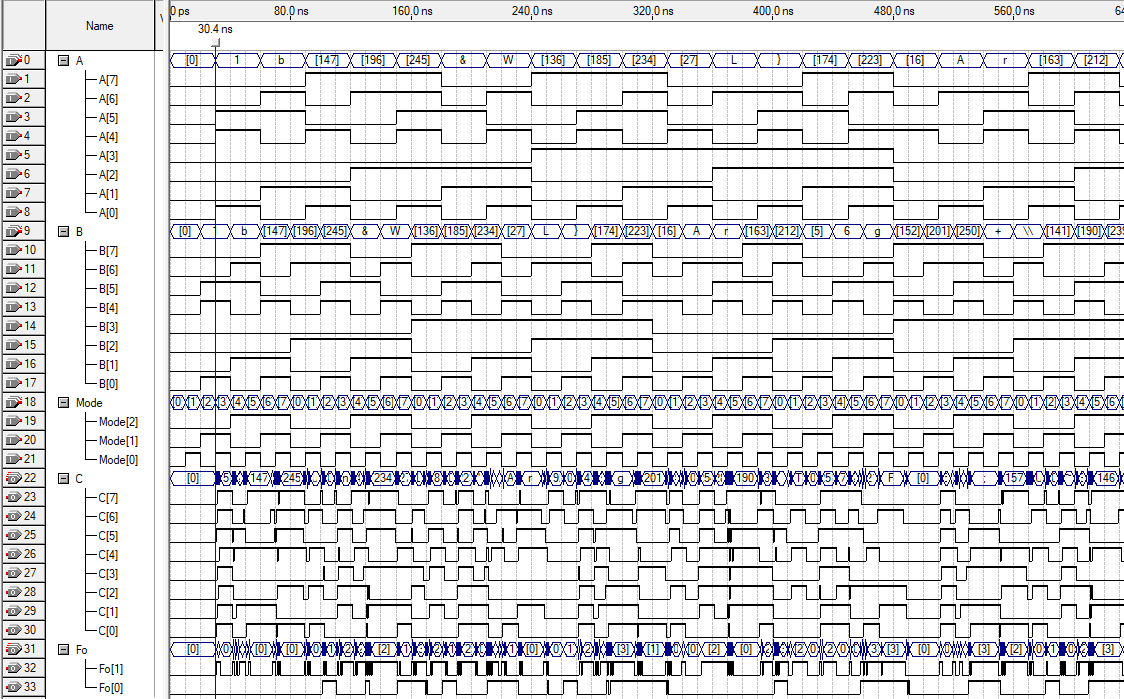 Name
V
0 ps
80.0 ns
160.0 ns
240.0 ns
320.0 ns
400.0 ns
480.0 ns
560.0 ns
64
30.4 ns
0 A [0] 1 b [147] [196] [245] & W [136] [185] [234] [27] L } [174] [223] [16] A r [163] [212]
1 A[7]
2 A[6]
3 A[5]
4 A[4]
5 A[3]
6 A[2]
7 A[1]
8 A[0]
9 B [0] 1 b [147] [196] [245] & W [136] [185] [234] [27] L } [174] [223] [16] A r [163] [212] [5] 6 g [152] [201] [250] + \\ [141] [190] [239
10 B[7]
11 B[6]
12 B[5]
13 B[4]
14 B[3]
15 B[2]
16 B[1]
17 B[0]
18 Mode
19 Mode[2]
20 Mode[1]
21 Mode[0]
22 C [0] 147 245 [234] A r g [201] [190] F [0] ; 157 146
23 C[7]
24 C[6]
25 C[5]
26 C[4]
27 C[3]
28 C[2]
29 C[1]
30 C[0]
31 Fo [0] [0] [0] [2] [0] [3] [1] [2] [0] [3] [0] [3] [2] [3]
32 Fo[1]
33 Fo[0]